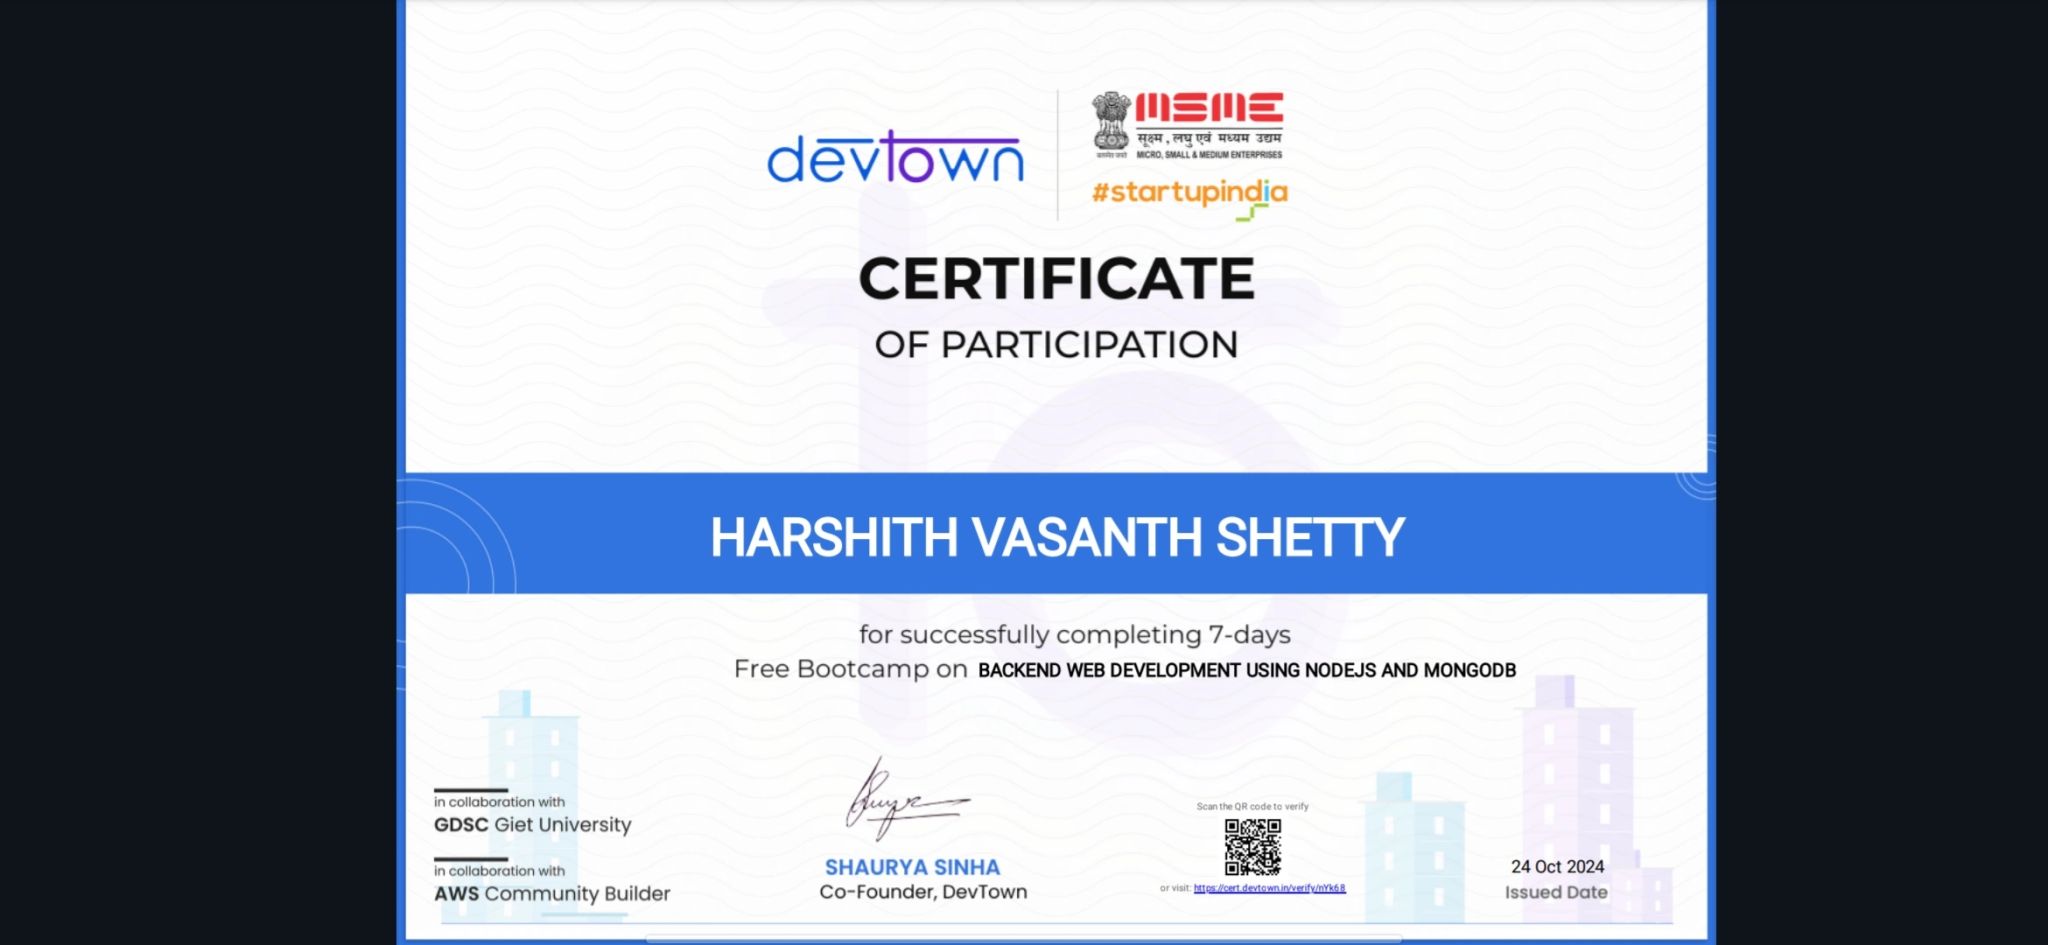 devtown
MSME
सूक्ष्म, लघु एवं मध्यम उद्यम
MICRO, SMALL & MEDIUM ENTERPRISES
#startupindia
CERTIFICATE
OF PARTICIPATION
HARSHITH VASANTH SHETTY
for successfully completing 7-days
Free Bootcamp on BACKEND WEB DEVELOPMENT USING NODEJS AND MONGODB
in collaboration with
GDSC Giet University
in collaboration with
AWS Community Builder
SHAURYA SINHA
Co-Founder, DevTown
Scan the QR code to verify
or visit: https://cert.devtown.in/verify/nYk68
24 Oct 2024
Issued Date